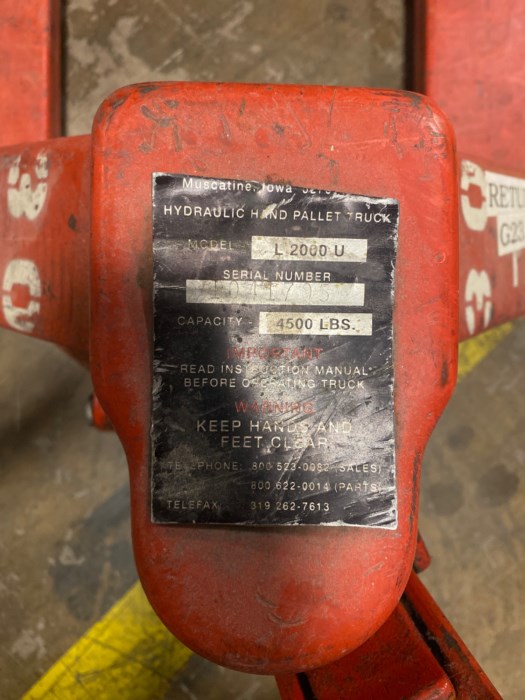 Muscatine, Iowa
HYDRAULIC HAND PALLET TRUCK
MODEL - L 2000 U
SERIAL NUMBER
CAPACITY - 4500 LBS.
IMPORTANT
READ INSTRUCTION MANUAL
BEFORE OPERATING TRUCK
WARNING
KEEP HANDS AND
FEET CLEAR
TELEPHONE: 800 523-0082 (SALES)
800 622-0014 (PARTS)
TELEFAX 319 262-7613